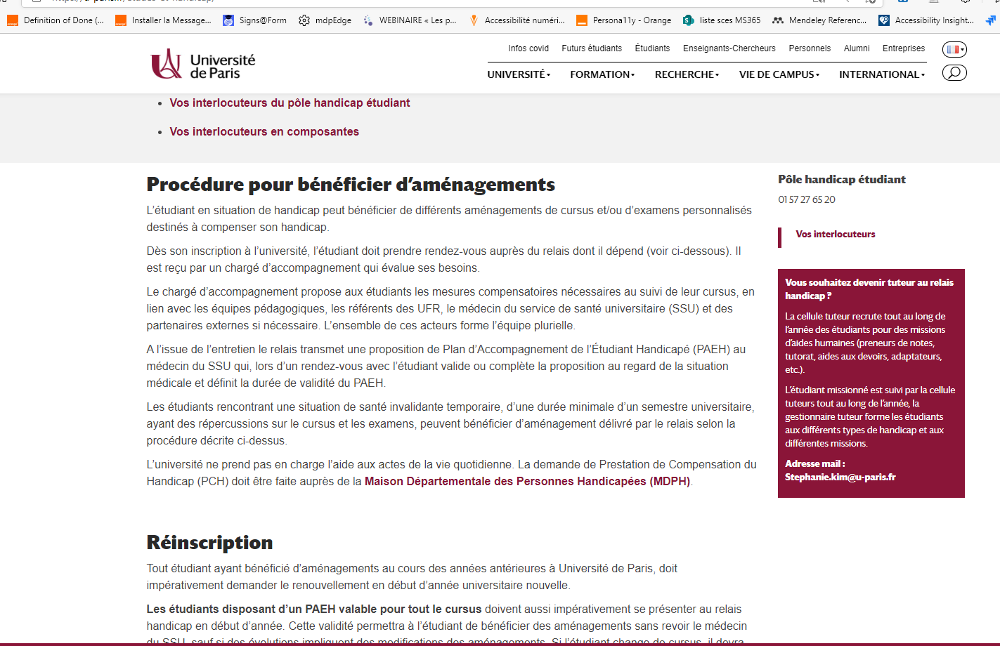 Definition of Done (...
Installer la Message...
Signs@Form
mdpEdge
WEBINAIRE « Les p...
Accessibilité numéri...
Persona11y - Orange
liste sces MS365
Mendeley Referenc...
Accessibility Insight...
Université
de Paris
Infos covid
Futurs étudiants
Étudiants
Enseignants-Chercheurs
Personnels
Alumni
Entreprises
UNIVERSITÉ
FORMATION
RECHERCHE
VIE DE CAMPUS
INTERNATIONAL
• Vos interlocuteurs du pôle handicap étudiant
• Vos interlocuteurs en composantes
Procédure pour bénéficier d’aménagements
L’étudiant en situation de handicap peut bénéficier de différents aménagements de cursus et/ou d’examens personnalisés
destinés à compenser son handicap.
Dès son inscription à l’université, l’étudiant doit prendre rendez-vous auprès du relais dont il dépend (voir ci-dessous). Il
est reçu par un chargé d’accompagnement qui évalue ses besoins.
Le chargé d’accompagnement propose aux étudiants les mesures compensatoires nécessaires au suivi de leur cursus, en
lien avec les équipes pédagogiques, les référents des UFR, le médecin du service de santé universitaire (SSU) et des
partenaires externes si nécessaire. L’ensemble de ces acteurs forme l’équipe plurielle.
A l’issue de l’entretien le relais transmet une proposition de Plan d’Accompagnement de l’Étudiant Handicapé (PAEH) au
médecin du SSU qui, lors d’un rendez-vous avec l’étudiant valide ou complète la proposition au regard de la situation
médicale et définit la durée de validité du PAEH.
Les étudiants rencontrant une situation de santé invalidante temporaire, d’une durée minimale d’un semestre universitaire,
ayant des répercussions sur le cursus et les examens, peuvent bénéficier d’aménagement délivré par le relais selon la
procédure décrite ci-dessus.
L’université ne prend pas en charge l’aide aux actes de la vie quotidienne. La demande de Prestation de Compensation du
Handicap (PCH) doit être faite auprès de la Maison Départementale des Personnes Handicapées (MDPH).
Réinscription
Tout étudiant ayant bénéficié d’aménagements au cours des années antérieures à Université de Paris, doit
impérativement demander le renouvellement en début d’année universitaire nouvelle.
Les étudiants disposant d’un PAEH valable pour tout le cursus doivent aussi impérativement se présenter au relais
handicap en début d’année. Cette validité permettra à l’étudiant de bénéficier des aménagements sans revoir le médecin
du SSU, sauf si des évolutions impliquent des modifications des aménagements. Si l’étudiant change de cursus, il devra
Pôle handicap étudiant
01 57 27 65 20
Vos interlocuteurs
Vous souhaitez devenir tuteur au relais
handicap ?
La cellule tuteur recrute tout au long de
l’année des étudiants pour des missions
d’aides humaines (preneurs de notes,
tutorat, aides aux devoirs, adaptateurs,
etc.).
L’étudiant missionné est suivi par la cellule
tuteurs tout au long de l’année, la
gestionnaire tuteur forme les étudiants
aux différents types de handicap et aux
différentes missions.
Adresse mail :
Stephanie.kim@u-paris.fr